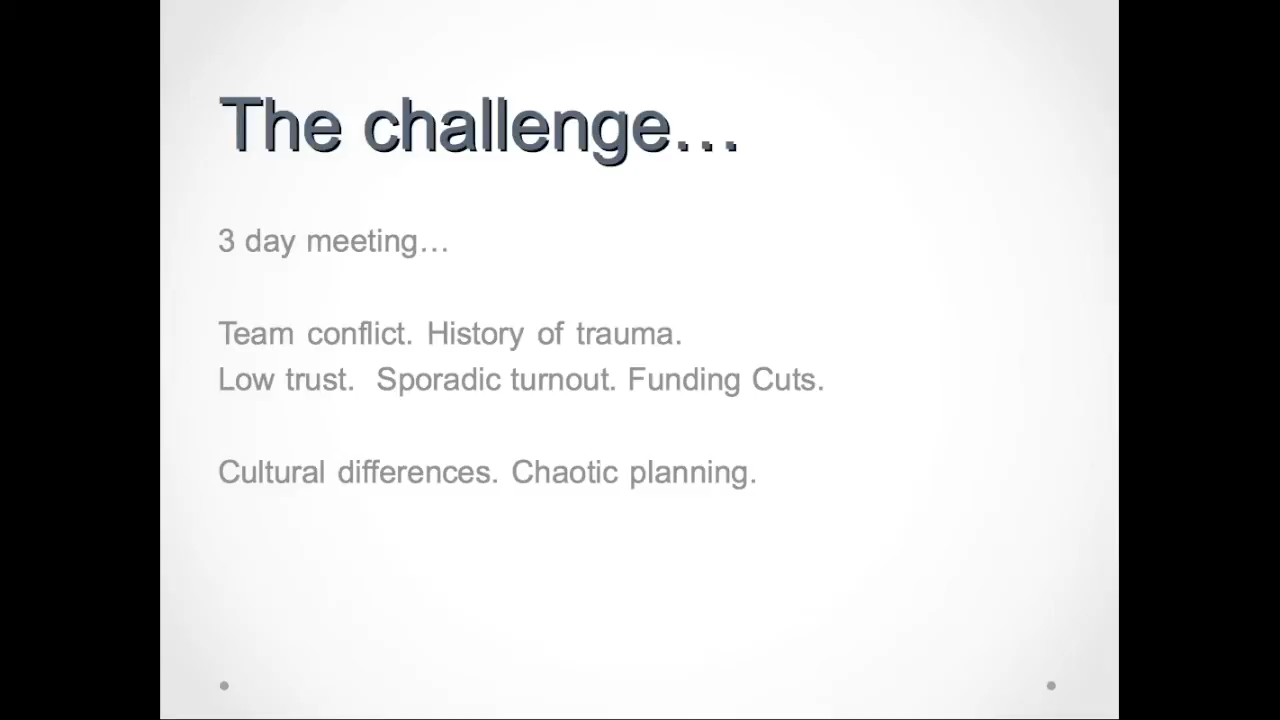 The challenge…
3 day meeting…
Team conflict. History of trauma.
Low trust.  Sporadic turnout. Funding Cuts.
Cultural differences. Chaotic planning.